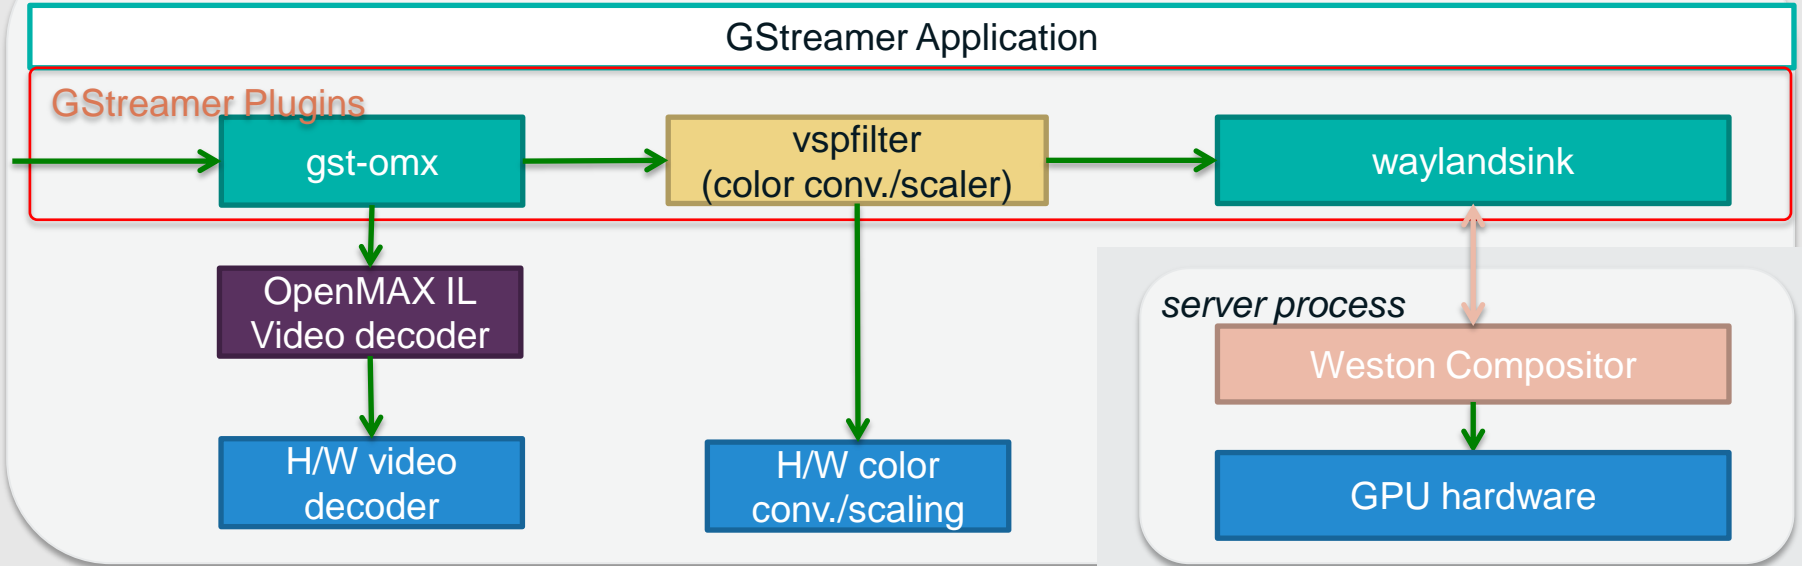 GStreamer Application
GStreamer Plugins
gst-omx
vspfilter
(color conv./scaler)
waylandsink
OpenMAX IL
Video decoder
server process
Weston Compositor
H/W video
decoder
H/W color
conv./scaling
GPU hardware